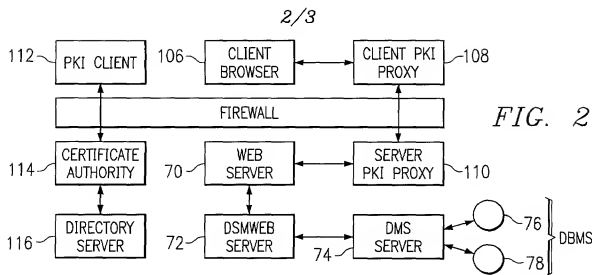 2/3
112 PKI CLIENT
106 CLIENT BROWSER
CLIENT PKI PROXY 108
FIREWALL
FIG. 2
114 CERTIFICATE AUTHORITY
70 WEB SERVER
SERVER PKI PROXY 110
116 DIRECTORY SERVER
72 DSMWEB SERVER
74 DMS SERVER
76
78
DBMS